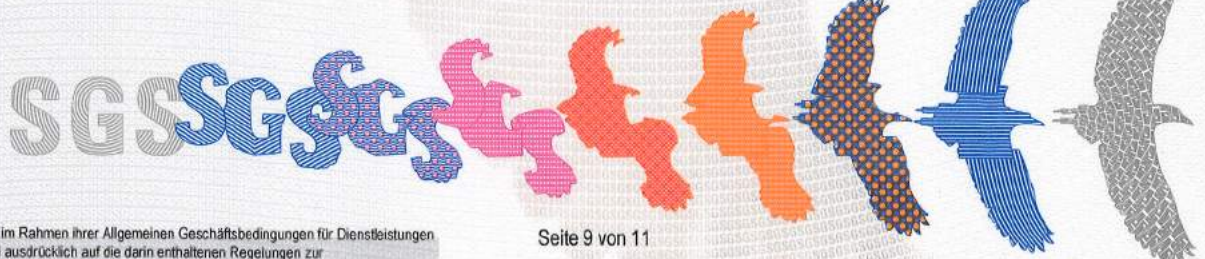 SGS SGS SGS
im Rahmen ihrer Allgemeinen Geschäftsbedingungen für Dienstleistungen
ausdrücklich auf die darin enthaltenen Regelungen zur
Seite 9 von 11